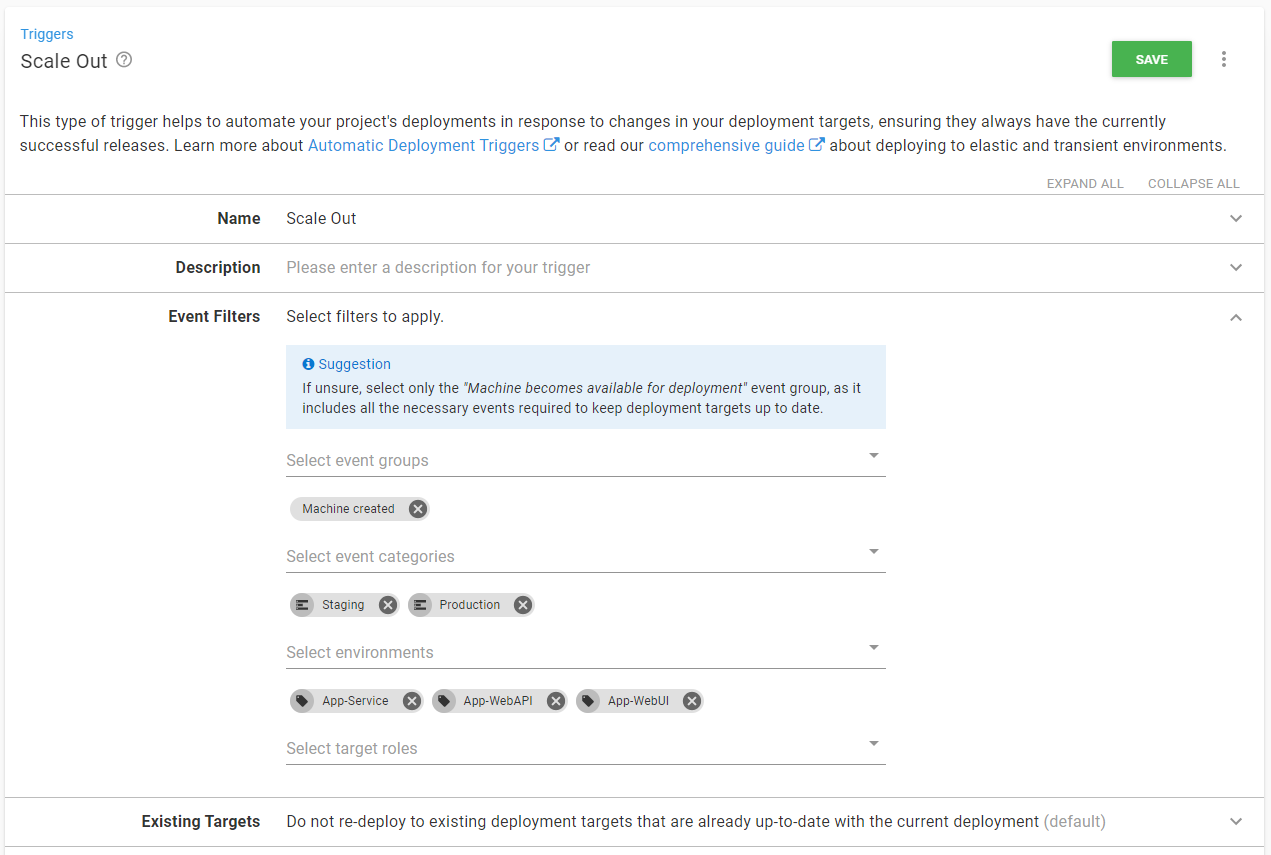 Triggers
Scale Out
SAVE
This type of trigger helps to automate your project's deployments in response to changes in your deployment targets, ensuring they always have the currently
successful releases. Learn more about Automatic Deployment Triggers or read our comprehensive guide about deploying to elastic and transient environments.
EXPAND ALL COLLAPSE ALL
Name Scale Out
Description Please enter a description for your trigger
Event Filters Select filters to apply.
Suggestion
If unsure, select only the "Machine becomes available for deployment" event group, as it
includes all the necessary events required to keep deployment targets up to date.
Select event groups
Machine created
Select event categories
Staging Production
Select environments
App-Service App-WebAPI App-WebUI
Select target roles
Existing Targets Do not re-deploy to existing deployment targets that are already up-to-date with the current deployment (default)